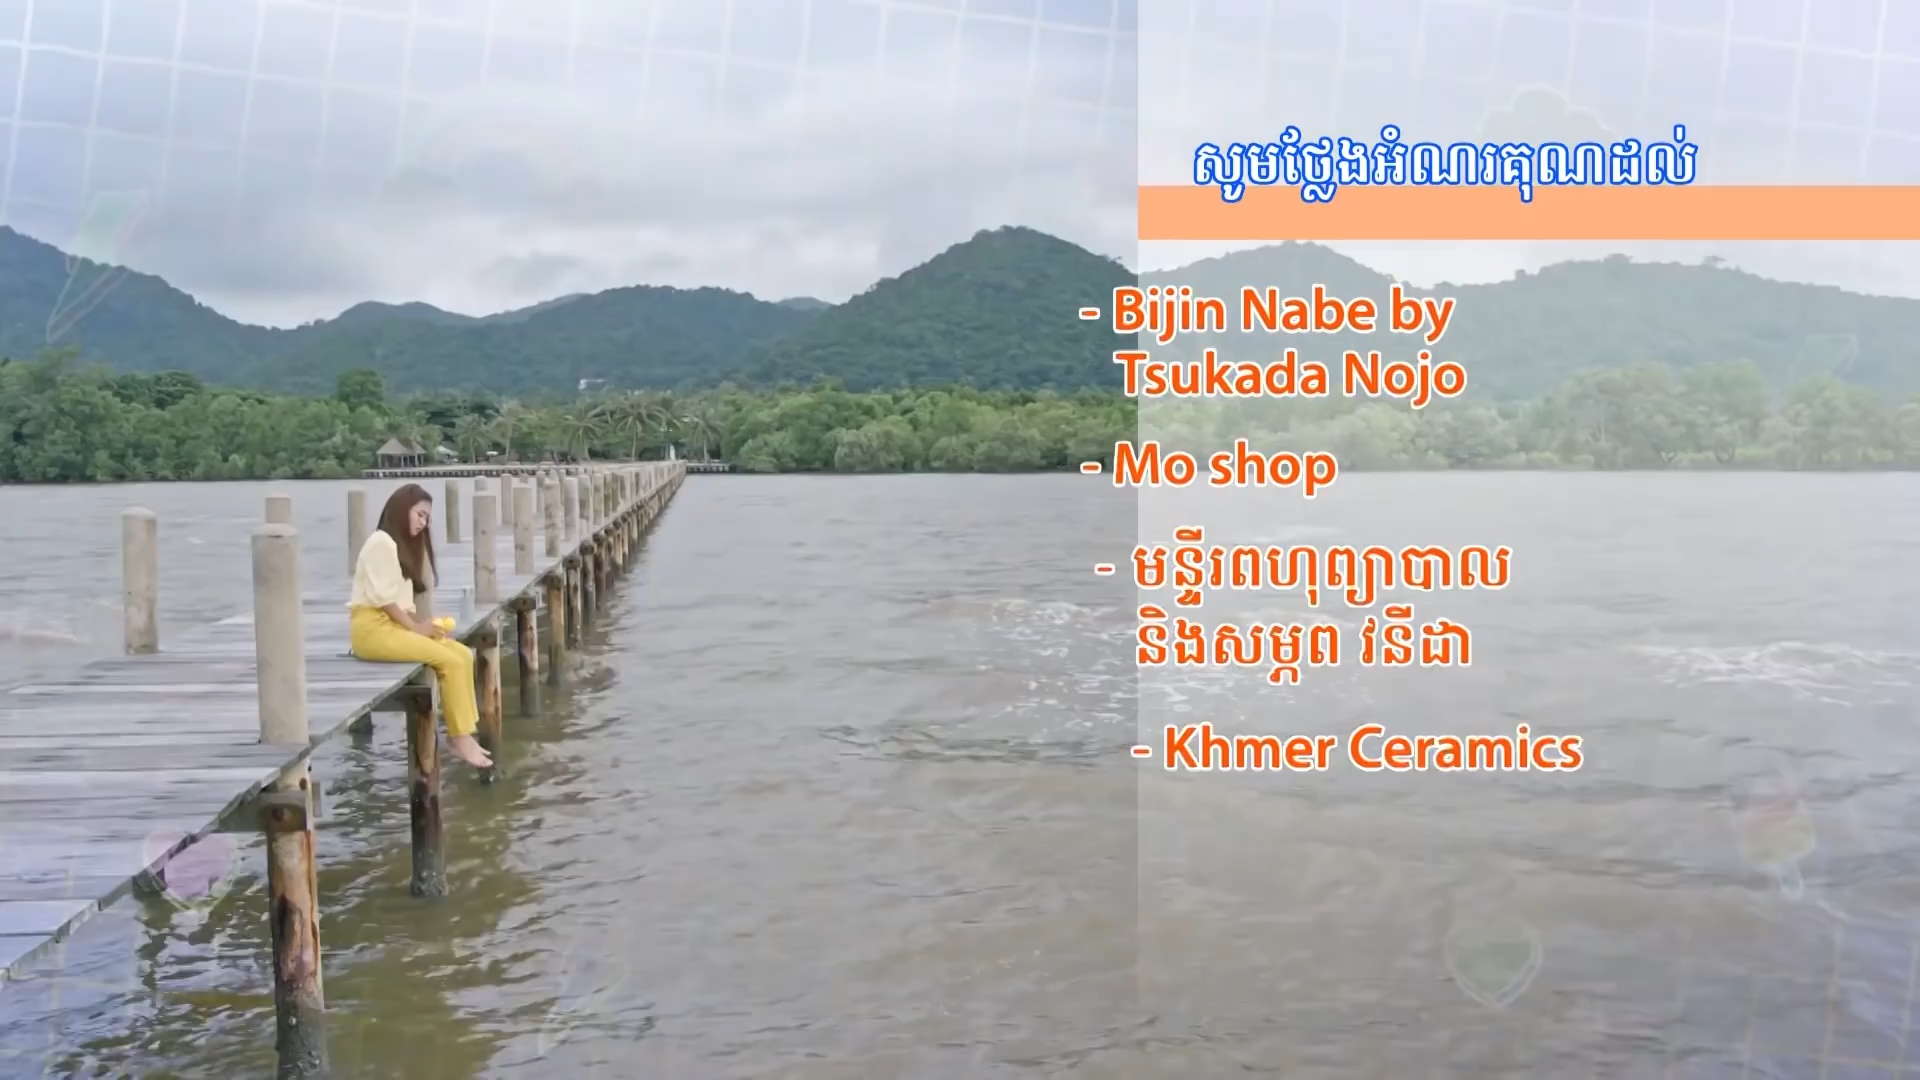 សូមថ្លែងអំណរគុណដល់
- Bijin Nabe by
Tsukada Nojo
- Mo shop
- មន្ទីរពហុព្យាបាល
និងសម្ភព វនីដា
- Khmer Ceramics